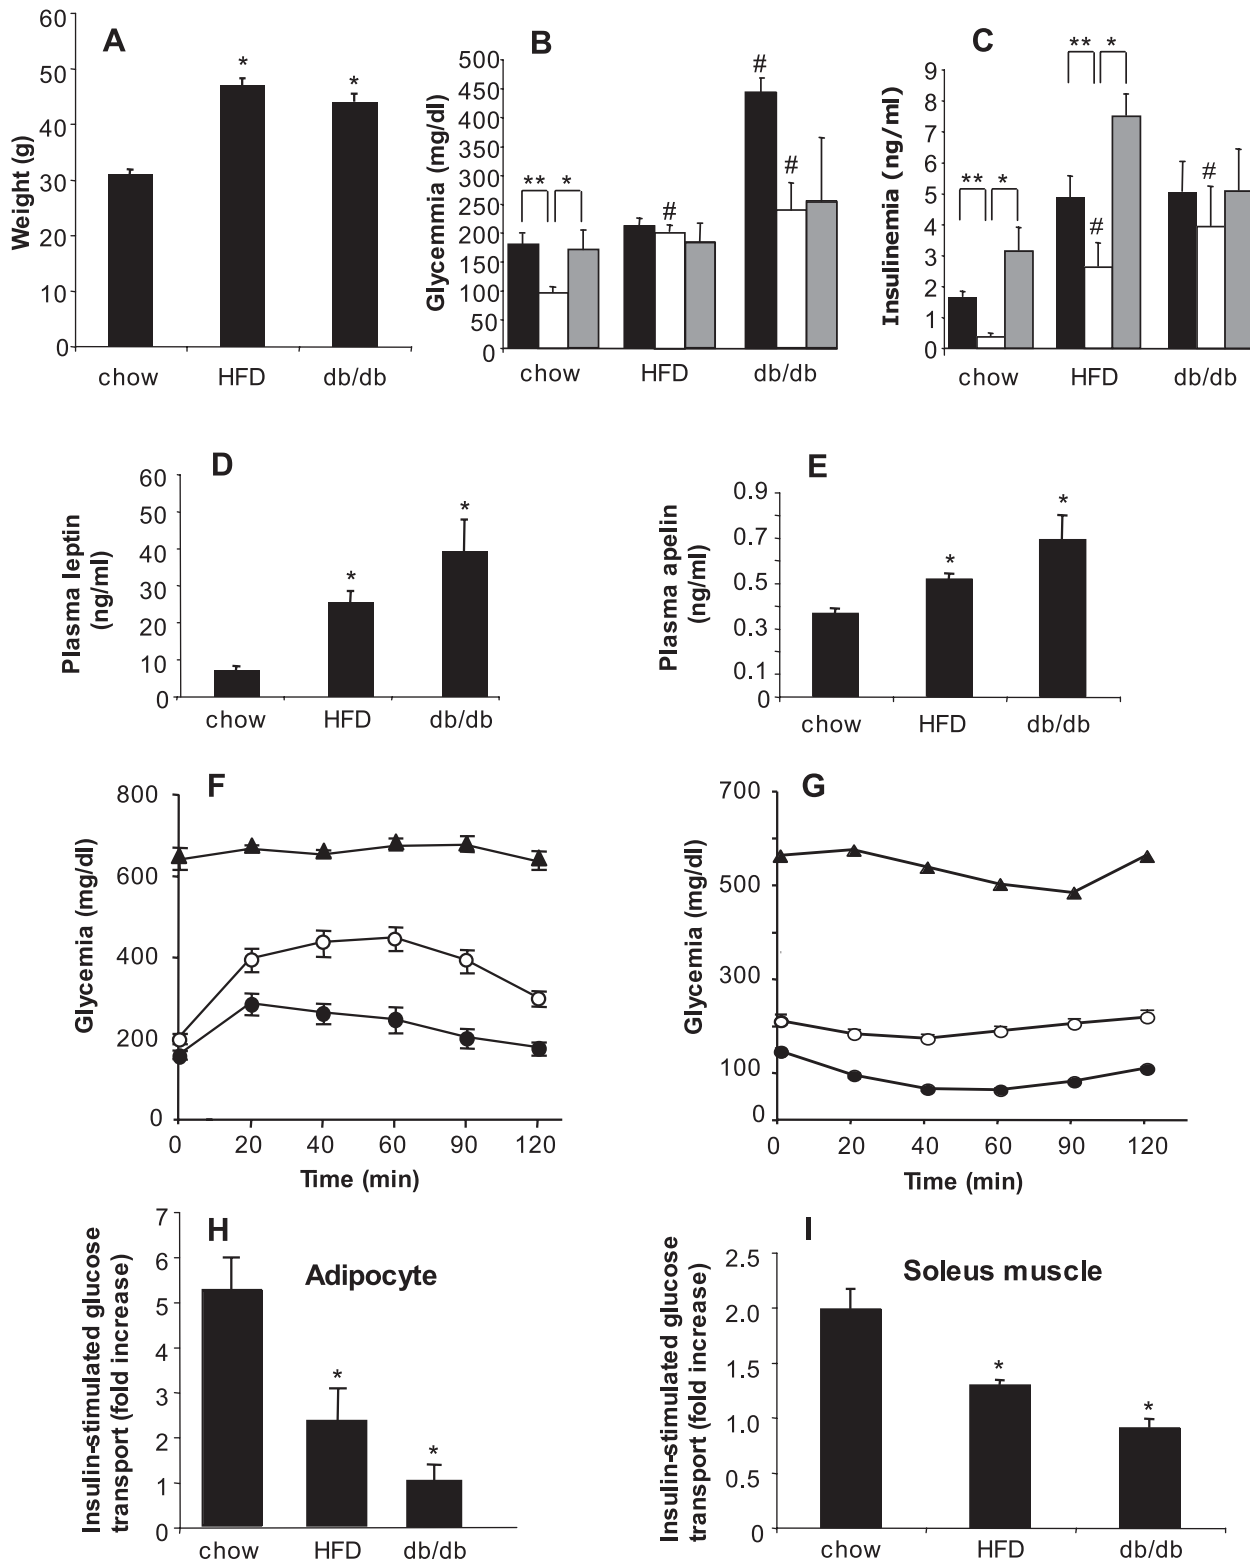 A
Weight (g)
60
50
40
30
20
10
0
*
*
chow
HFD
db/db
B
Glycemmia (mg/dl)
500
450
400
350
300
250
200
150
100
50
0
** *
#
#
#
chow
HFD
db/db
C
Insulinemia (ng/ml)
9
8
7
6
5
4
3
2
1
0
** *
** *
#
#
chow
HFD
db/db
D
Plasma leptin
(ng/ml)
60
50
40
30
20
10
0
*
*
chow
HFD
db/db
E
Plasma apelin
(ng/ml)
0.9
0.7
0.5
0.3
0.1
0
*
*
chow
HFD
db/db
F
Glycemia (mg/dl)
800
600
400
200
0
0 20 40 60 90 120
Time (min)
G
Glycemia (mg/dl)
700
500
300
100
0
0 20 40 60 90 120
Time (min)
H
Adipocyte
Insulin-stimulated glucose
transport (fold increase)
7
6
5
4
3
2
1
0
*
*
chow
HFD
db/db
I
Soleus muscle
Insulin-stimulated glucose
transport (fold increase)
2.5
2.0
1.5
1.0
0.5
0
*
*
chow
HFD
db/db